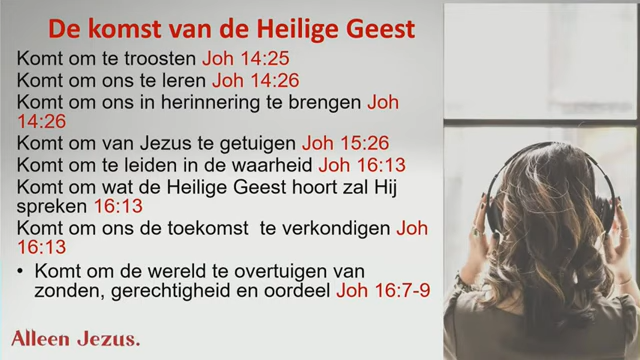 De komst van de Heilige Geest
Komt om te troosten Joh 14:25
Komt om ons te leren Joh 14:26
Komt om ons in herinnering te brengen Joh
14:26
Komt om van Jezus te getuigen Joh 15:26
Komt om te leiden in de waarheid Joh 16:13
Komt om wat de Heilige Geest hoort zal Hij
spreken 16:13
Komt om ons de toekomst  te verkondigen Joh
16:13
• Komt om de wereld te overtuigen van
zonden, gerechtigheid en oordeel Joh 16:7-9
Alleen Jezus.